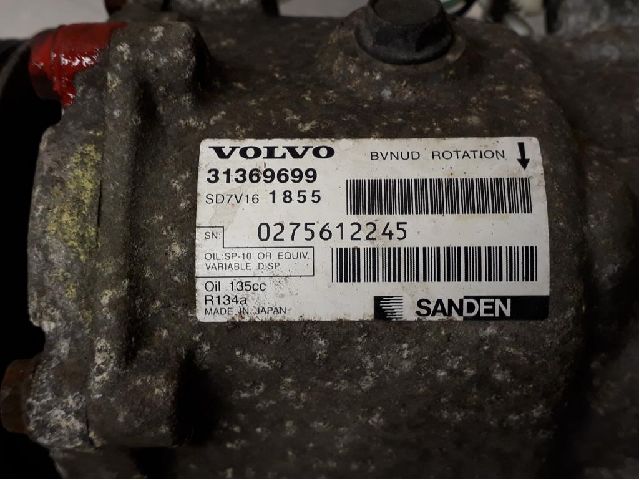 VOLVO BVNUD ROTATION
31369699
SD7V16 1855
SN: 0275612245
OIL:SP-10 OR EQUIV.
VARIABLE DISP
Oil 135cc
R134a
MADE IN JAPAN SANDEN